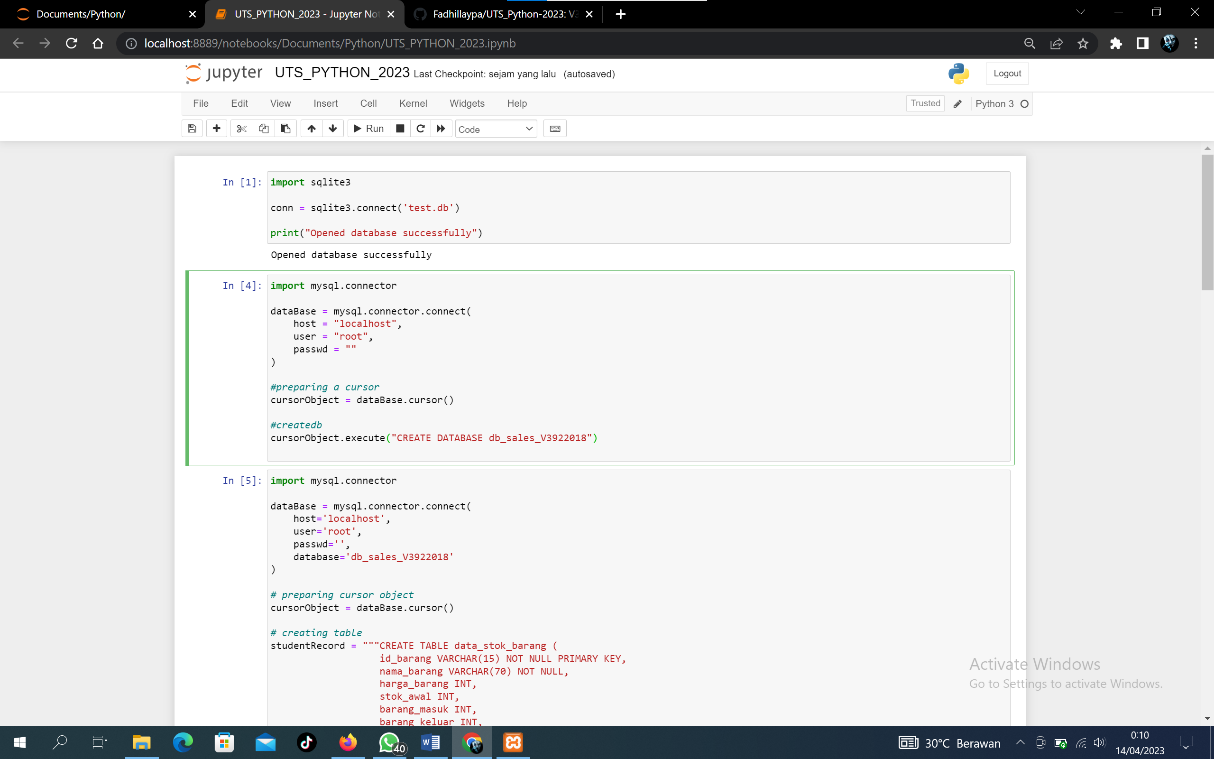 Documents/Python/
UTS_PYTHON_2023 - Jupyter Not
Fadhillaypa/UTS_Python-2023: V3
localhost:8889/notebooks/Documents/Python/UTS_PYTHON_2023.ipynb
jupyter UTS_PYTHON_2023 Last Checkpoint: sejam yang lalu (autosaved)
Logout
File Edit View Insert Cell Kernel Widgets Help
Trusted
Python 3
Run
Code
In [1]:
import sqlite3
conn = sqlite3.connect('test.db')
print("Opened database successfully")
Opened database successfully
In [4]:
import mysql.connector
dataBase = mysql.connector.connect(
host = "localhost",
user = "root",
passwd = ""
)
#preparing a cursor
cursorObject = dataBase.cursor()
#createdb
cursorObject.execute("CREATE DATABASE db_sales_V3922018")
In [5]:
import mysql.connector
dataBase = mysql.connector.connect(
host='localhost',
user='root',
passwd='',
database='db_sales_V3922018'
)
# preparing cursor object
cursorObject = dataBase.cursor()
# creating table
studentRecord = """CREATE TABLE data_stok_barang (
id_barang VARCHAR(15) NOT NULL PRIMARY KEY,
nama_barang VARCHAR(70) NOT NULL,
harga_barang INT,
stok_awal INT,
barang_masuk INT,
barang_keluar INT,
Activate Windows
Go to Settings to activate Windows.
40
30°C Berawan
0:10
14/04/2023